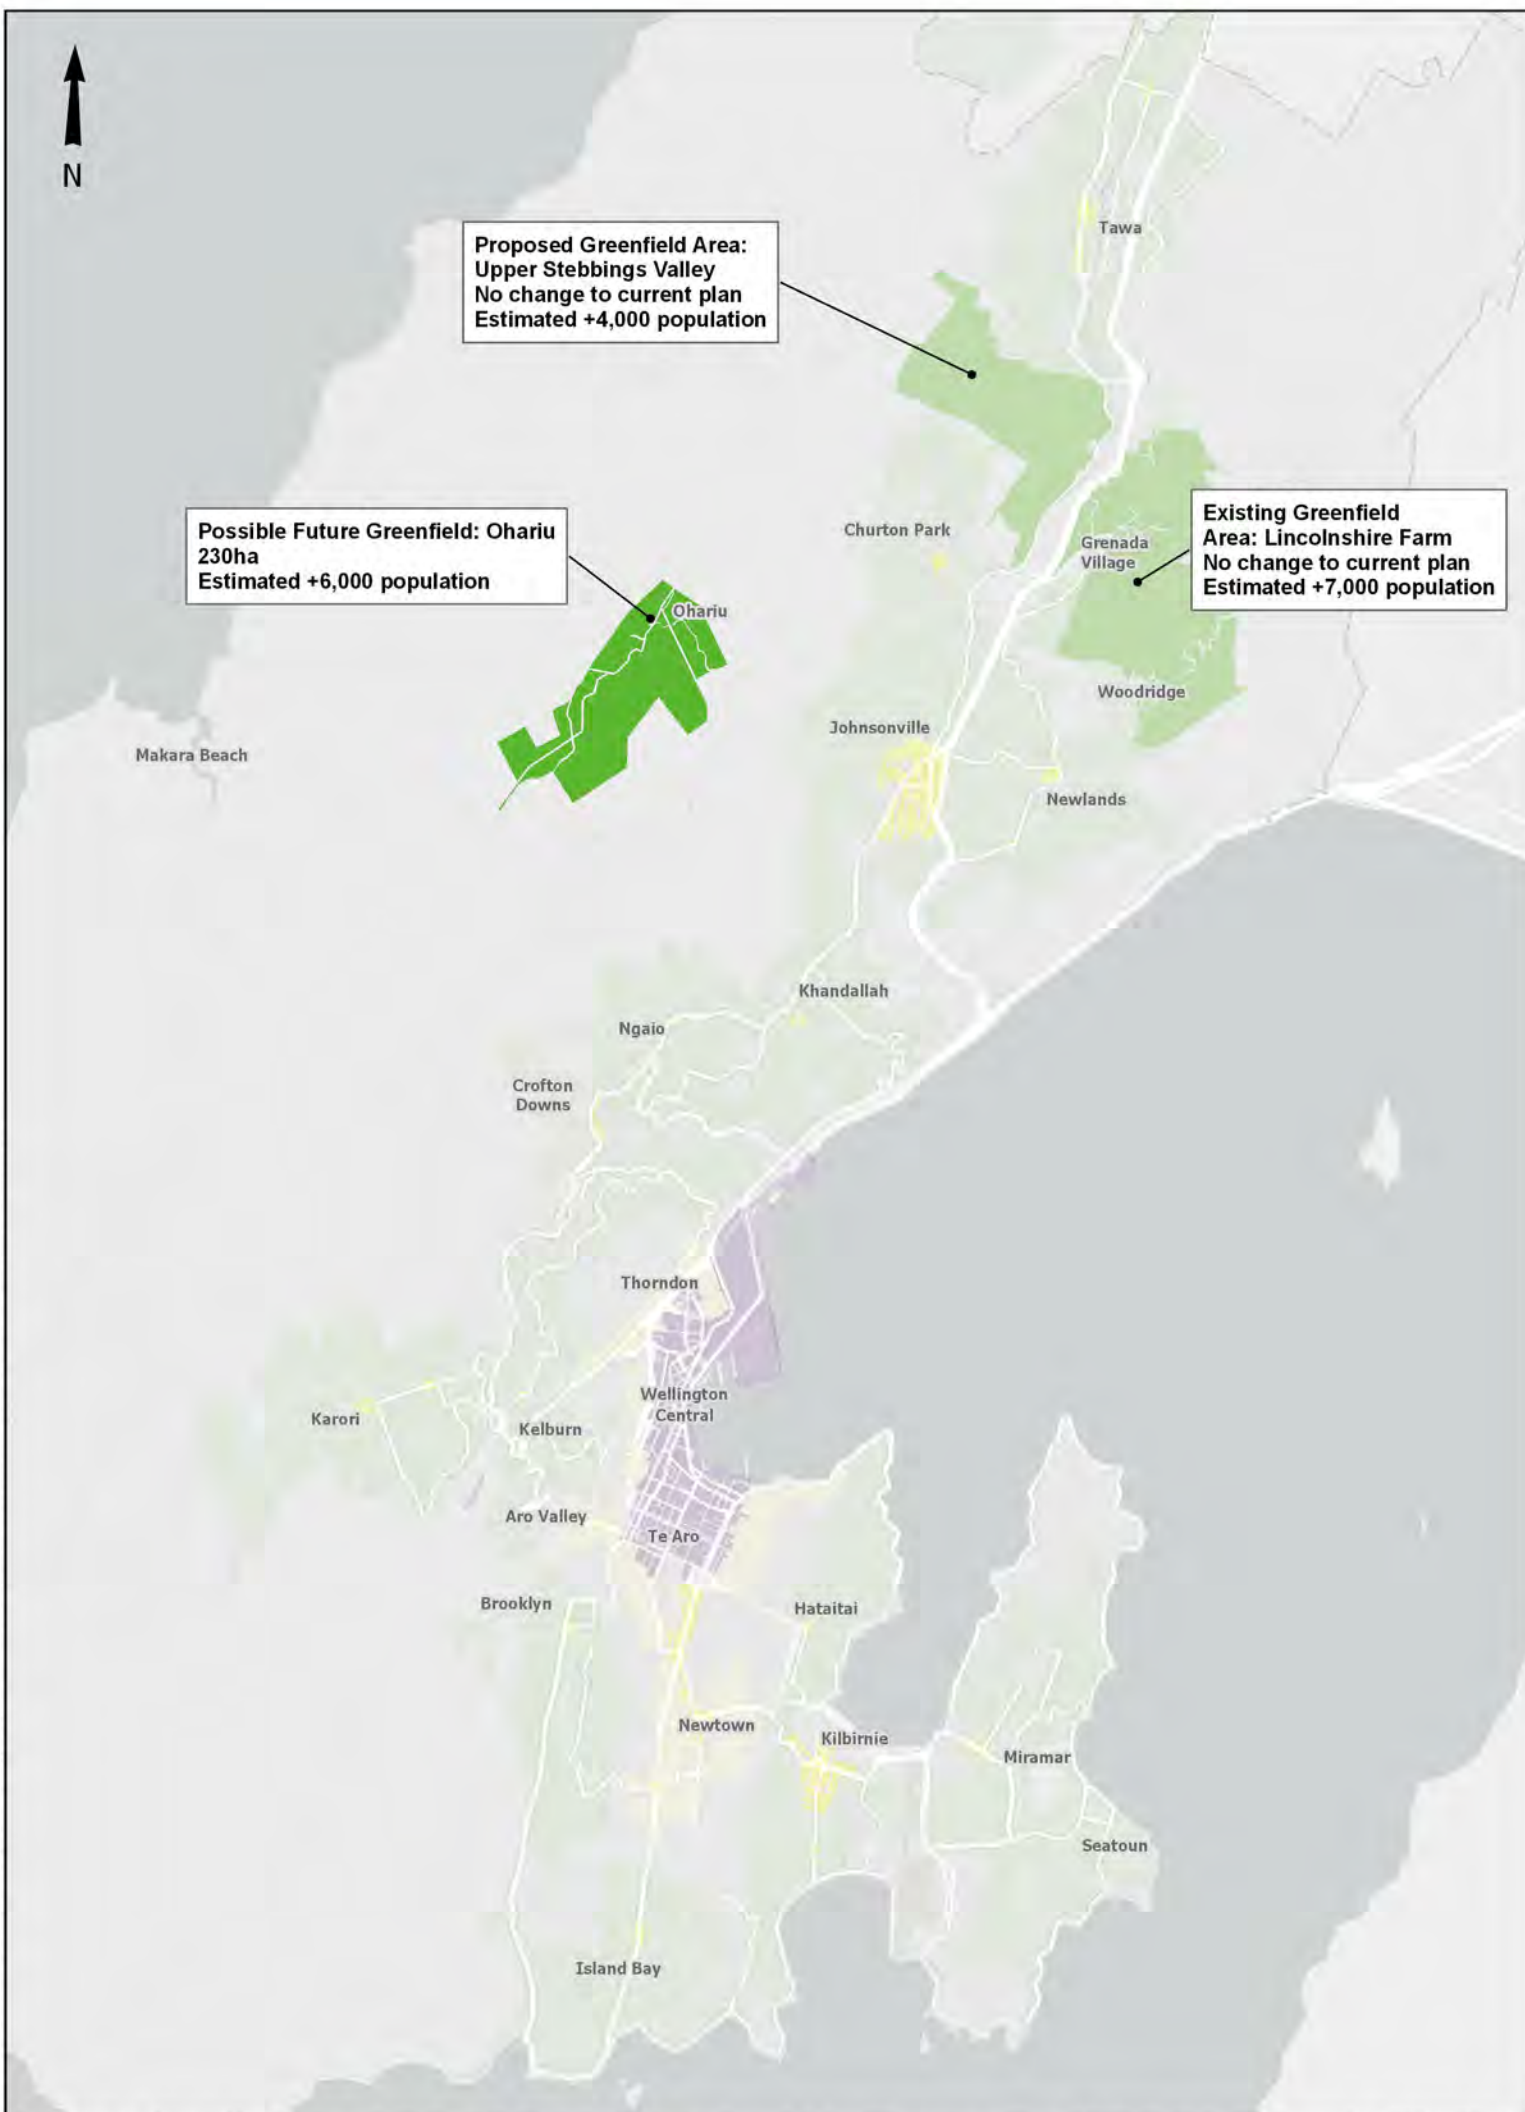 N
Tawa
Proposed Greenfield Area:
Upper Stebbings Valley
No change to current plan
Estimated +4,000 population
Possible Future Greenfield: Ohariu
230ha
Estimated +6,000 population
Existing Greenfield
Area: Lincolnshire Farm
No change to current plan
Estimated +7,000 population
Churton Park
Grenada
Village
Ohariu
Woodridge
Johnsonville
Makara Beach
Newlands
Khandallah
Ngaio
Crofton
Downs
Thorndon
Wellington
Central
Karori
Kelburn
Aro Valley
Te Aro
Brooklyn
Hataitai
Newtown
Kilbirnie
Miramar
Seatoun
Island Bay